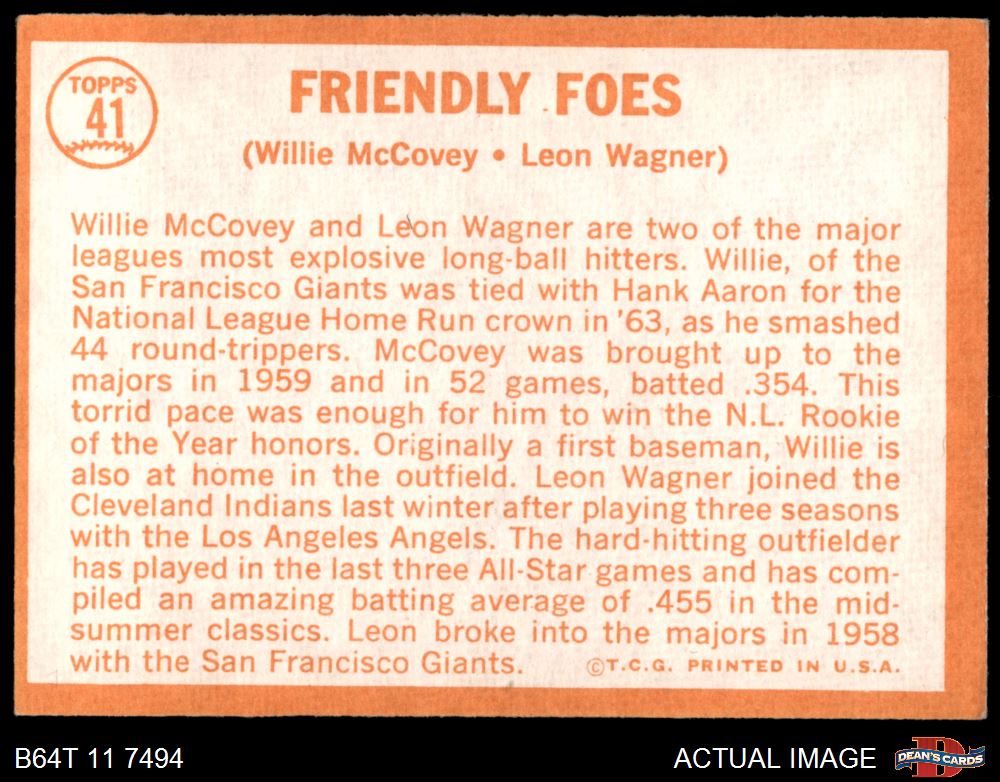 TOPPS
41
FRIENDLY FOES
(Willie McCovey • Leon Wagner)
Willie McCovey and Leon Wagner are two of the major
leagues most explosive long-ball hitters. Willie, of the
San Francisco Giants was tied with Hank Aaron for the
National League Home Run crown in '63, as he smashed
44 round-trippers. McCovey was brought up to the
majors in 1959 and in 52 games, batted .354. This
torrid pace was enough for him to win the N.L. Rookie
of the Year honors. Originally a first baseman, Willie is
also at home in the outfield. Leon Wagner joined the
Cleveland Indians last winter after playing three seasons
with the Los Angeles Angels. The hard-hitting outfielder
has played in the last three All-Star games and has com-
piled an amazing batting average of .455 in the mid-
summer classics. Leon broke into the majors in 1958
with the San Francisco Giants. ©T.C.G. PRINTED IN U.S.A.
B64T 11 7494 ACTUAL IMAGE
DEAN'S CARDS